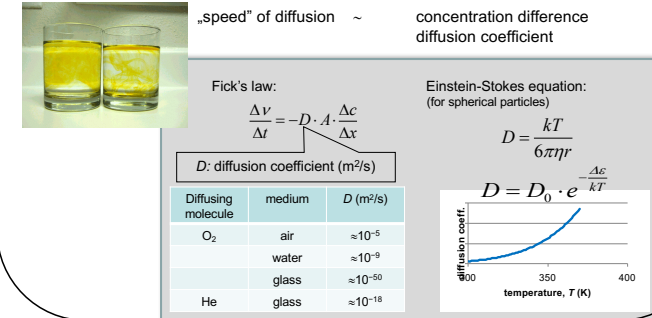 „speed” of diffusion ~ concentration difference
diffusion coefficient
Fick's law:
Δν/Δt = −D · A · Δc/Δx
D: diffusion coefficient (m²/s)
Diffusing molecule medium D (m²/s)
O₂ air ≈10⁻⁵
water ≈10⁻⁹
glass ≈10⁻⁵⁰
He glass ≈10⁻¹⁸
Einstein-Stokes equation:
(for spherical particles)
D = kT/6πηr
D = D₀ · e^(−Δε/kT)
diffusion coeff.
300 350 400
temperature, T (K)